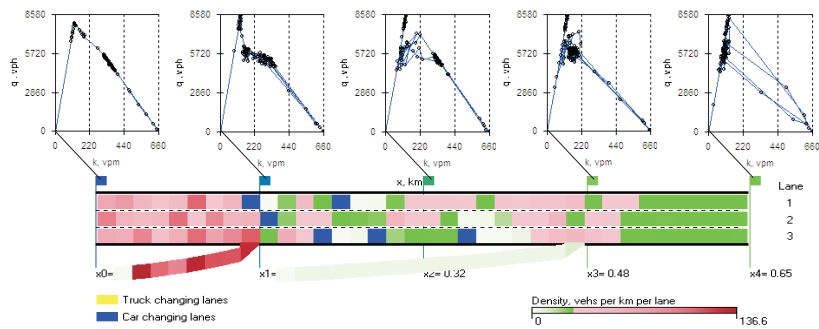 8580 8580 8580 8580 8580
q , vph q , vph q , vph q , vph q , vph
5720 5720 5720 5720 5720
2860 2860 2860 2860 2860
0 0 0 0 0
0 220 440 660 0 220 440 660 0 220 440 660 0 220 440 660 0 220 440 660
k, vpm k, vpm k, vpm k, vpm k, vpm
x, km
Lane
1
2
3
x0= x1= x2= 0.32 x3= 0.48 x4= 0.65
Truck changing lanes
Car changing lanes
Density, vehs per km per lane
0 136.6